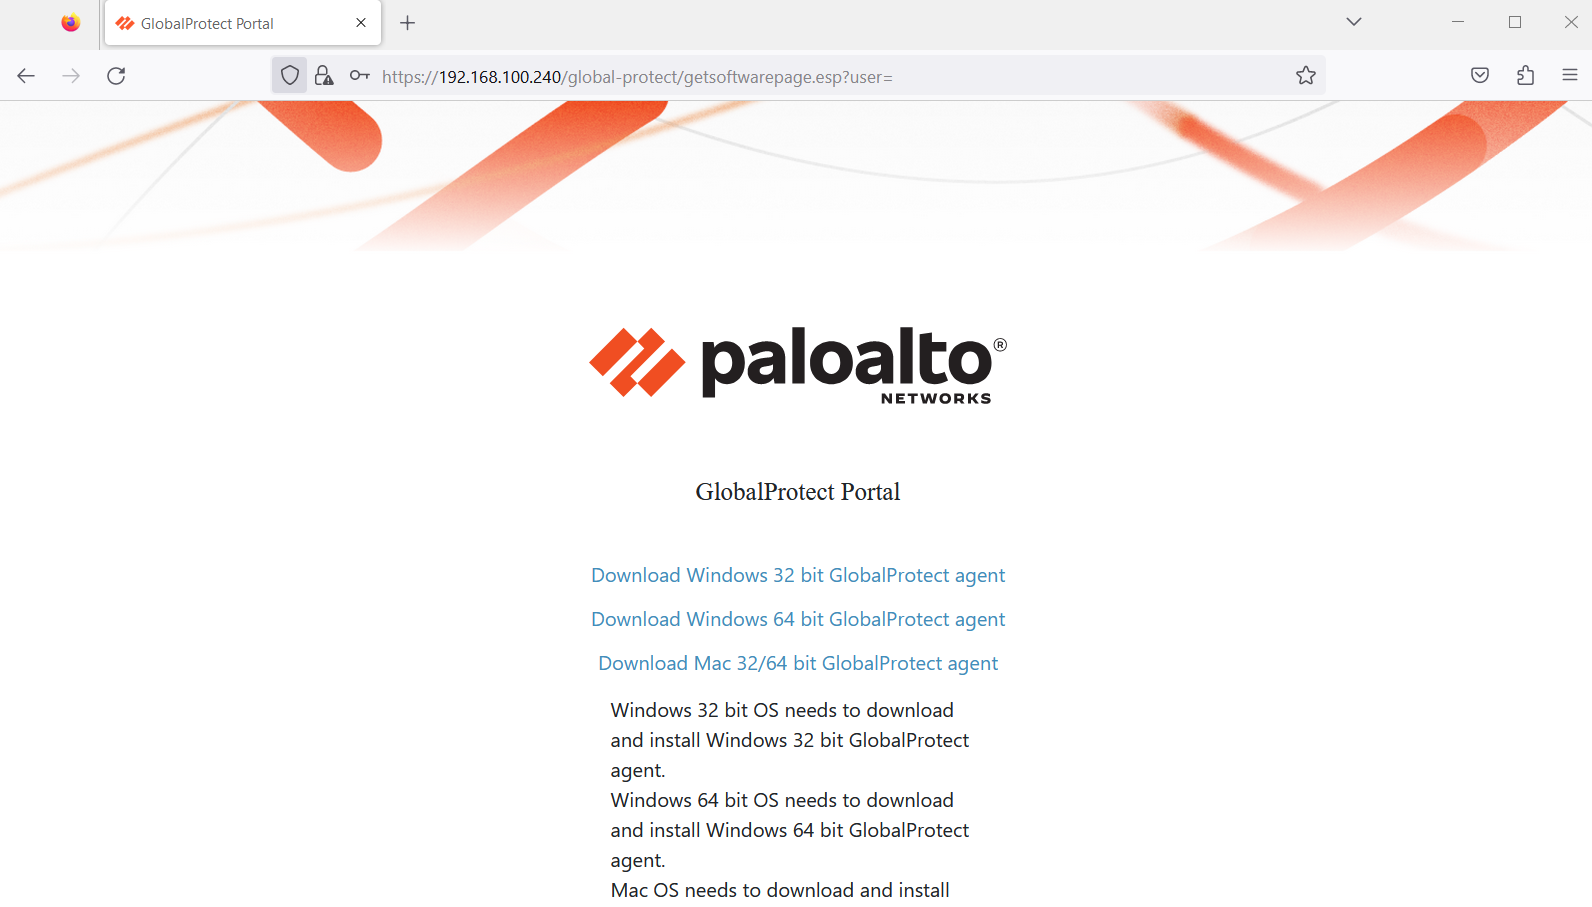 GlobalProtect Portal
https://192.168.100.240/global-protect/getsoftwarepage.esp?user=
paloalto®
NETWORKS
GlobalProtect Portal
Download Windows 32 bit GlobalProtect agent
Download Windows 64 bit GlobalProtect agent
Download Mac 32/64 bit GlobalProtect agent
Windows 32 bit OS needs to download
and install Windows 32 bit GlobalProtect
agent.
Windows 64 bit OS needs to download
and install Windows 64 bit GlobalProtect
agent.
Mac OS needs to download and install